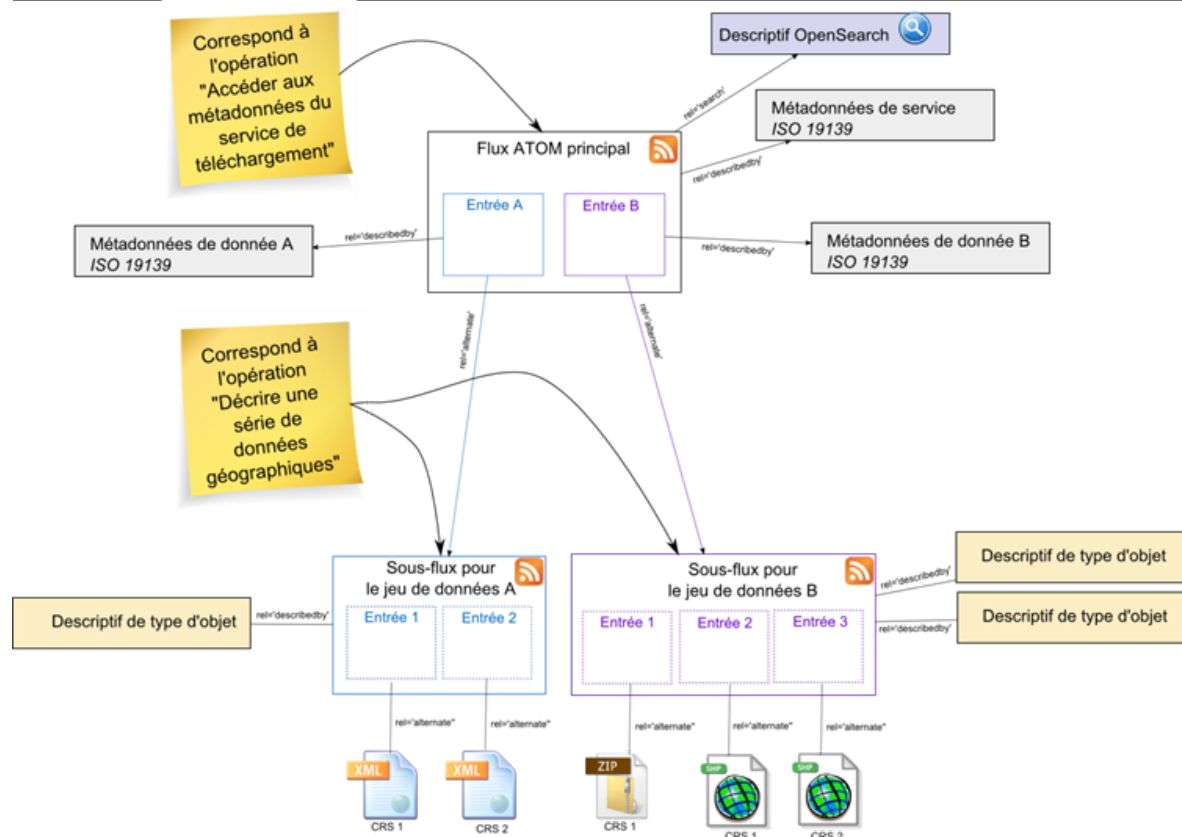 Correspond à
l'opération
"Accéder aux
métadonnées du
service de
téléchargement"
Descriptif OpenSearch
rel='search'
Métadonnées de service
ISO 19139
Flux ATOM principal
rel='describedby'
Entrée A
Entrée B
Métadonnées de donnée A
ISO 19139
rel='describedby'
rel='describedby'
Métadonnées de donnée B
ISO 19139
rel='alternate'
rel='alternate'
Correspond à
l'opération
"Décrire une
série de
données
géographiques"
Sous-flux pour
le jeu de données A
Entrée 1
Entrée 2
Sous-flux pour
le jeu de données B
Entrée 1
Entrée 2
Entrée 3
Descriptif de type d'objet
rel='describedby'
rel='describedby'
Descriptif de type d'objet
rel='describedby'
Descriptif de type d'objet
rel='alternate"
rel='alternate"
rel='alternate"
rel='alternate"
rel='alternate"
XML
CRS 1
XML
CRS 2
ZIP
CRS 1
SHP
CRS 1
SHP
CRS 2